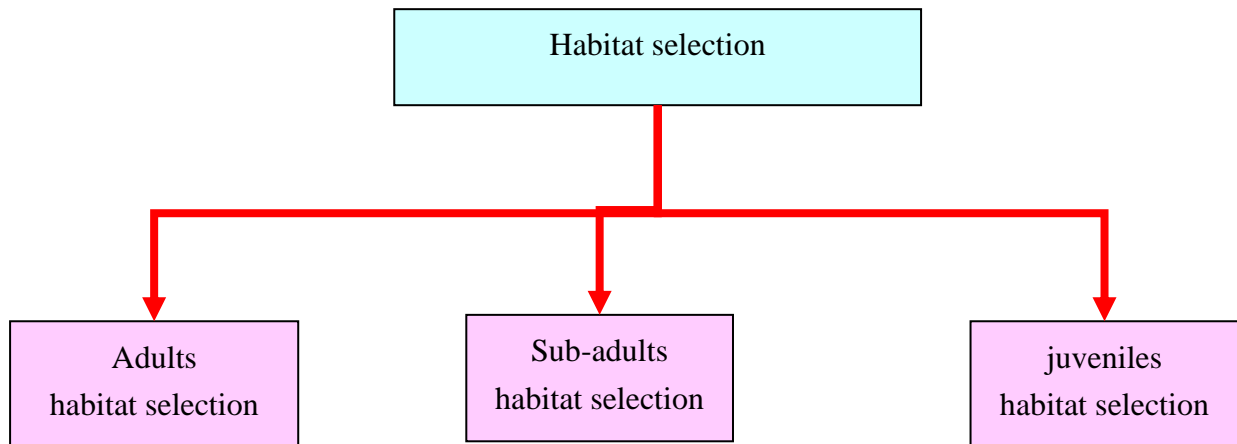 Habitat selection
Adults
habitat selection
Sub-adults
habitat selection
juveniles
habitat selection